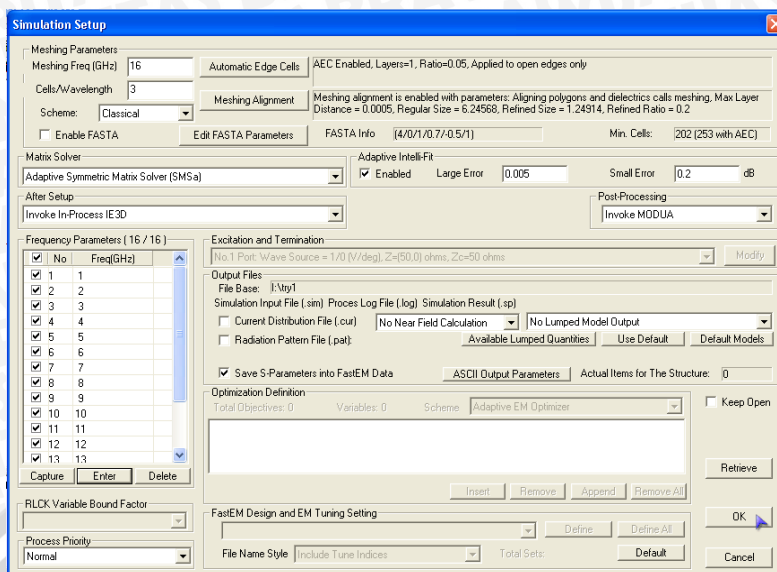 Simulation Setup
Meshing Parameters
Meshing Freq (GHz) 16 Automatic Edge Cells AEC Enabled, Layers=1, Ratio=0.05, Applied to open edges only
Cells/Wavelength 3
Meshing Alignment Meshing alignment is enabled with parameters: Aligning polygons and dielectrics calls meshing, Max Layer
Distance = 0.0005, Regular Size = 6.24568, Refined Size = 1.24914, Refined Ratio = 0.2
Scheme: Classical
Enable FASTA Edit FASTA Parameters FASTA Info (4/0/1/0.7/-0.5/1) Min. Cells: 202 (253 with AEC)
Matrix Solver
Adaptive Symmetric Matrix Solver (SMSa)
Adaptive Intelli-Fit
Enabled Large Error 0.005 Small Error 0.2 dB
After Setup
Invoke In-Process IE3D
Post-Processing
Invoke MODUA
Frequency Parameters ( 16 / 16 )
No Freq(GHz)
1 1
2 2
3 3
4 4
5 5
6 6
7 7
8 8
9 9
10 10
11 11
12 12
13 13
Capture Enter Delete
RLCK Variable Bound Factor
Process Priority
Normal
Excitation and Termination
No.1 Port: Wave Source = 1/0 (V/deg), Z=(50,0) ohms, Zc=50 ohms Modify
Output Files
File Base: I:\try1
Simulation Input File (.sim) Proces Log File (.log) Simulation Result (.sp)
Current Distribution File (.cur) No Near Field Calculation No Lumped Model Output
Radiation Pattern File (.pat): Available Lumped Quantities Use Default Default Models
Save S-Parameters into FastEM Data ASCII Output Parameters Actual Items for The Structure: 0
Optimization Definition
Total Objectives: 0 Variables: 0 Scheme Adaptive EM Optimizer
Insert Remove Append Remove All
FastEM Design and EM Tuning Setting
Define Define All
File Name Style Include Tune Indices Total Sets: Default
Keep Open
Retrieve
OK
Cancel